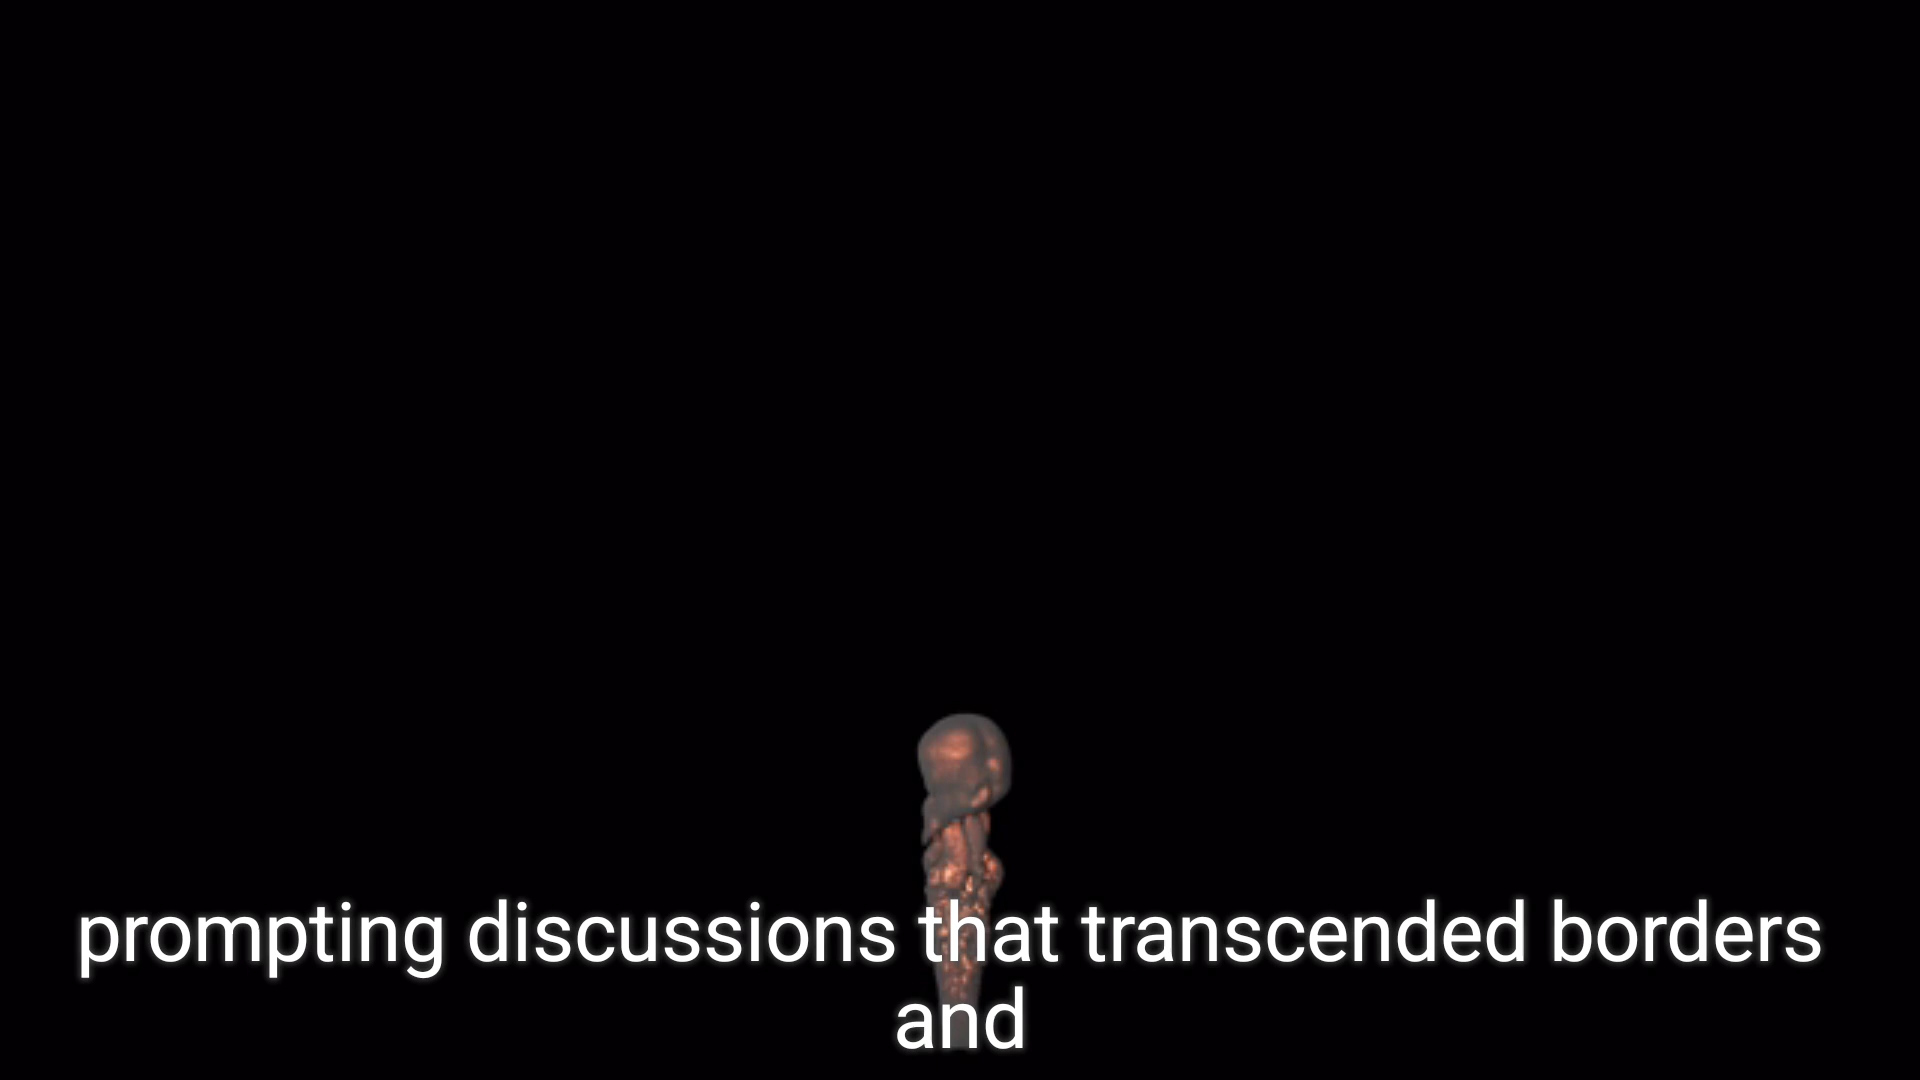 prompting discussions that transcended borders
and